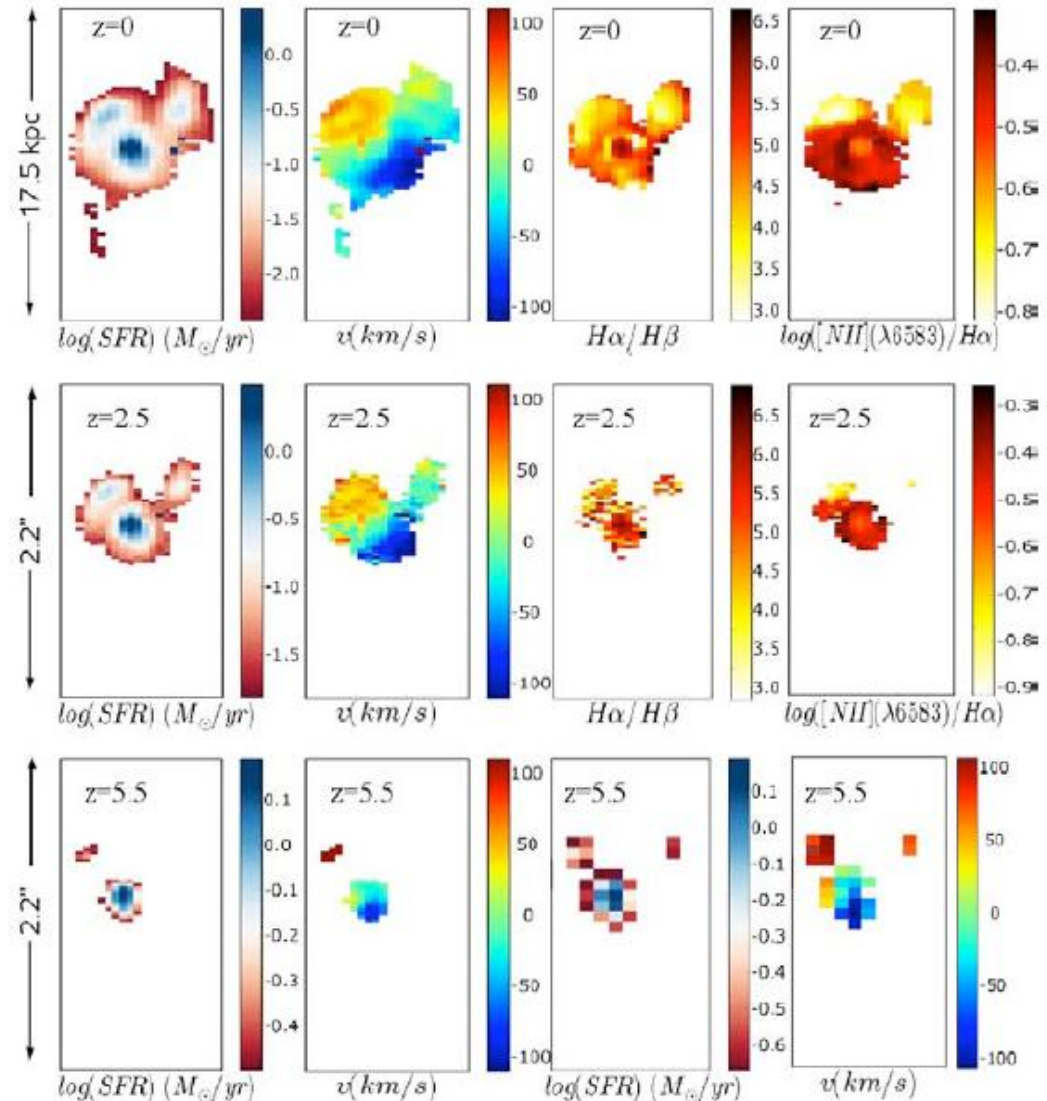 17.5 kpc
z=0
0.0
-0.5
-1.0
-1.5
-2.0
log(SFR) (M⊙/yr)
z=0
100
50
0
-50
-100
v(km/s)
z=0
6.5
6.0
5.5
5.0
4.5
4.0
3.5
3.0
Hα/Hβ
z=0
-0.4
-0.5
-0.6
-0.7
-0.8
log([NII](λ6583)/Hα)
2.2"
z=2.5
0.0
-0.5
-1.0
-1.5
log(SFR) (M⊙/yr)
z=2.5
100
50
0
-50
-100
v(km/s)
z=2.5
6.5
6.0
5.5
5.0
4.5
4.0
3.5
3.0
Hα/Hβ
z=2.5
-0.3
-0.4
-0.5
-0.6
-0.7
-0.8
-0.9
log([NII](λ6583)/Hα)
2.2"
z=5.5
0.1
0.0
-0.1
-0.2
-0.3
-0.4
log(SFR) (M⊙/yr)
z=5.5
100
50
0
-50
-100
v(km/s)
z=5.5
0.1
0.0
-0.1
-0.2
-0.3
-0.4
-0.5
-0.6
log(SFR) (M⊙/yr)
z=5.5
100
50
0
-50
-100
v(km/s)